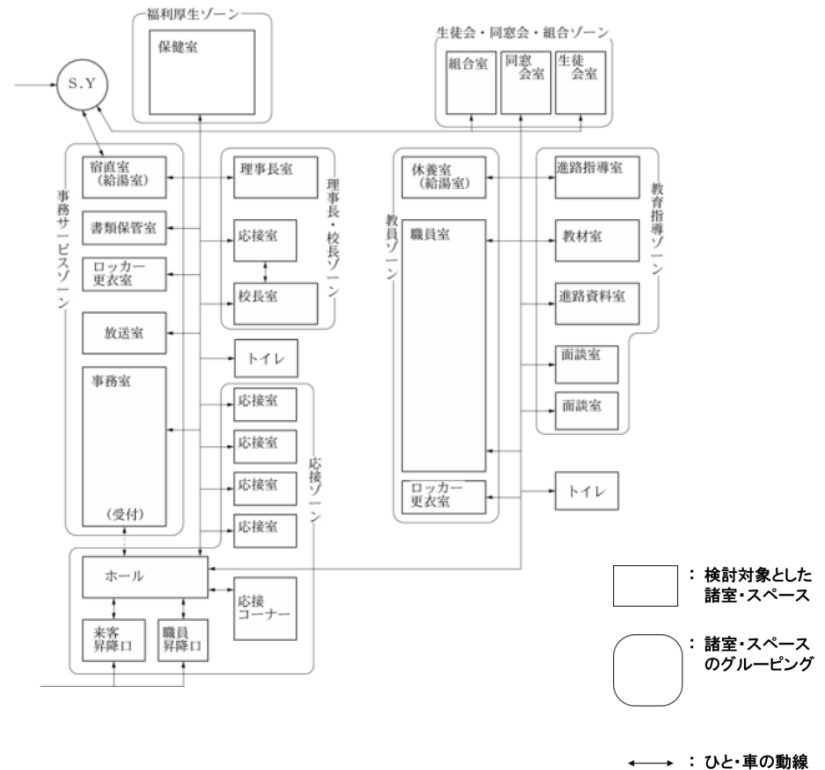 福利厚生ゾーン
保健室
生徒会・同窓会・組合ゾーン
組合室
同窓
会室
生徒
会室
S.Y
事務サービスゾーン
宿直室
(給湯室)
書類保管室
ロッカー
更衣室
放送室
事務室
(受付)
理事長・校長ゾーン
理事長室
応接室
校長室
トイレ
応接ゾーン
応接室
応接室
応接室
応接室
ホール
応接
コーナー
来客
昇降口
職員
昇降口
教員ゾーン
休養室
(給湯室)
職員室
ロッカー
更衣室
教育指導ゾーン
進路指導室
教材室
進路資料室
面談室
面談室
トイレ
:検討対象とした
諸室・スペース
:諸室・スペース
のグルーピング
:ひと・車の動線